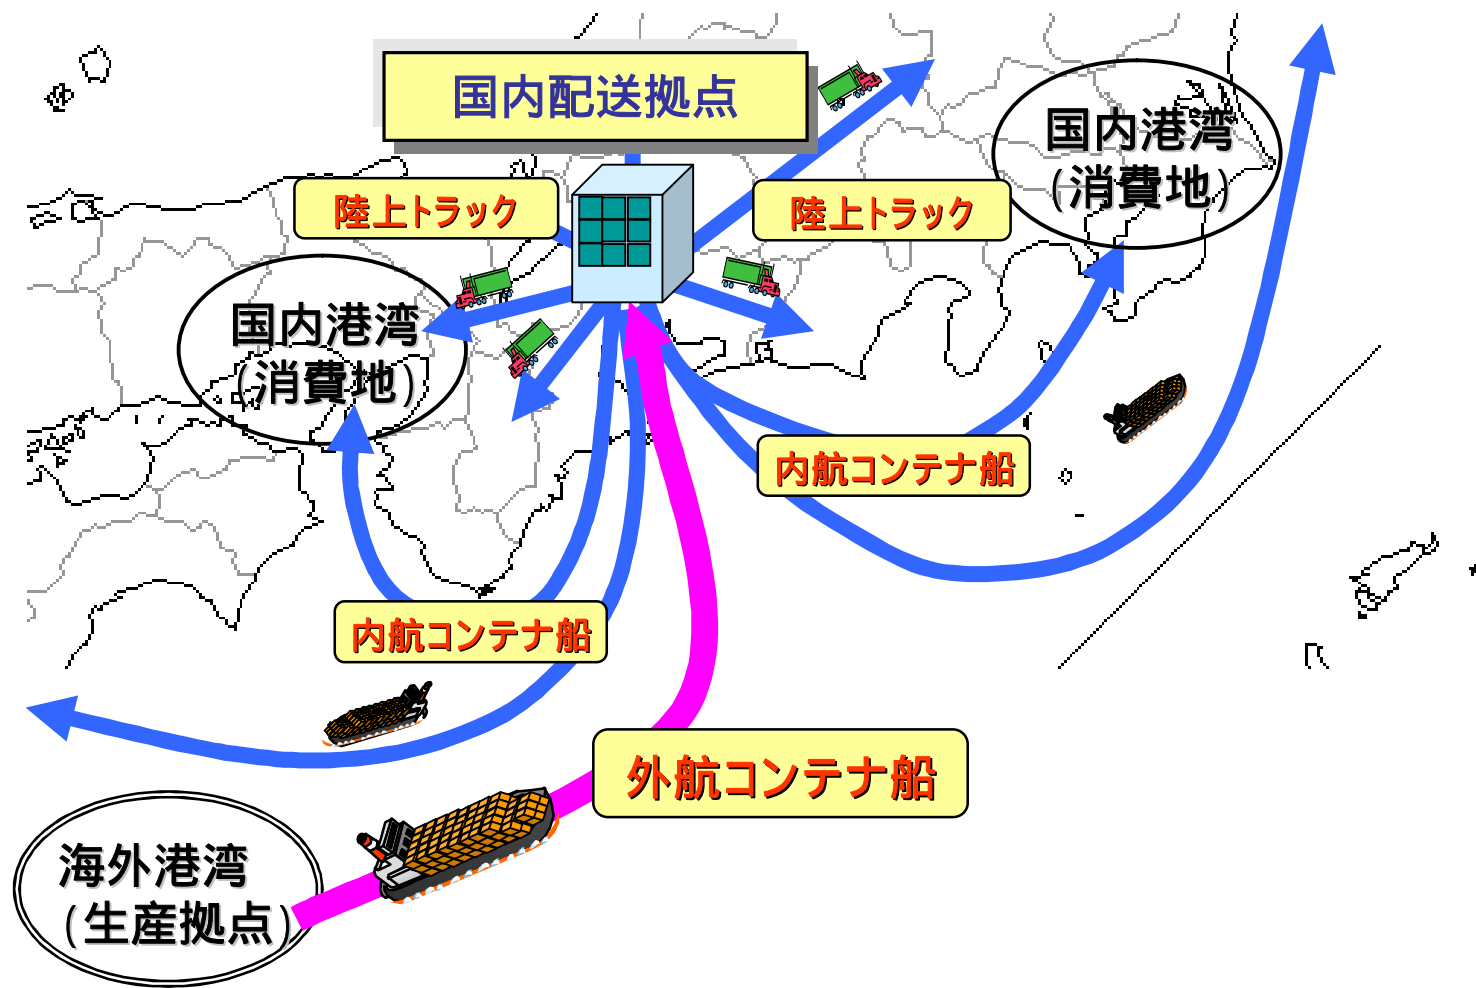 国内配送拠点
国内港湾
(消費地)
陸上トラック
陸上トラック
国内港湾
(消費地)
内航コンテナ船
内航コンテナ船
外航コンテナ船
海外港湾
(生産拠点)